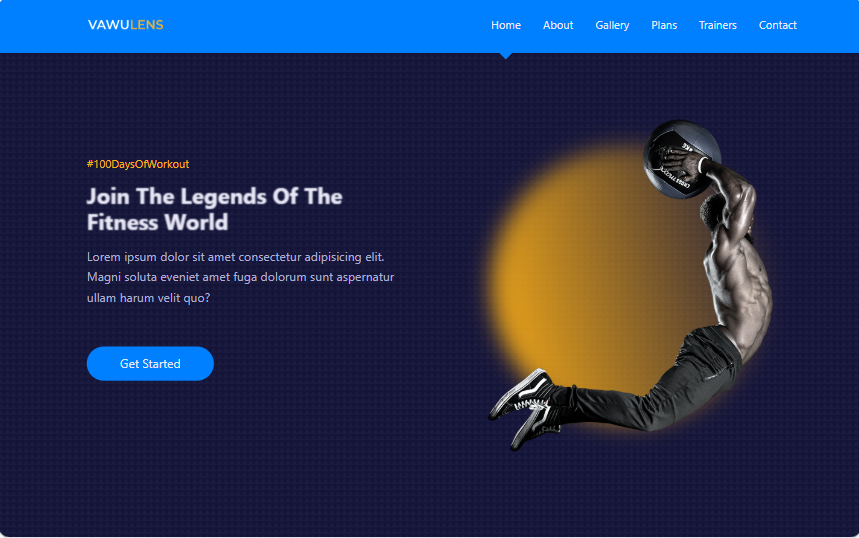 VAWULENS
Home About Gallery Plans Trainers Contact
#100DaysOfWorkout
Join The Legends Of The
Fitness World
Lorem ipsum dolor sit amet consectetur adipisicing elit.
Magni soluta eveniet amet fuga dolorum sunt aspernatur
ullam harum velit quo?
Get Started